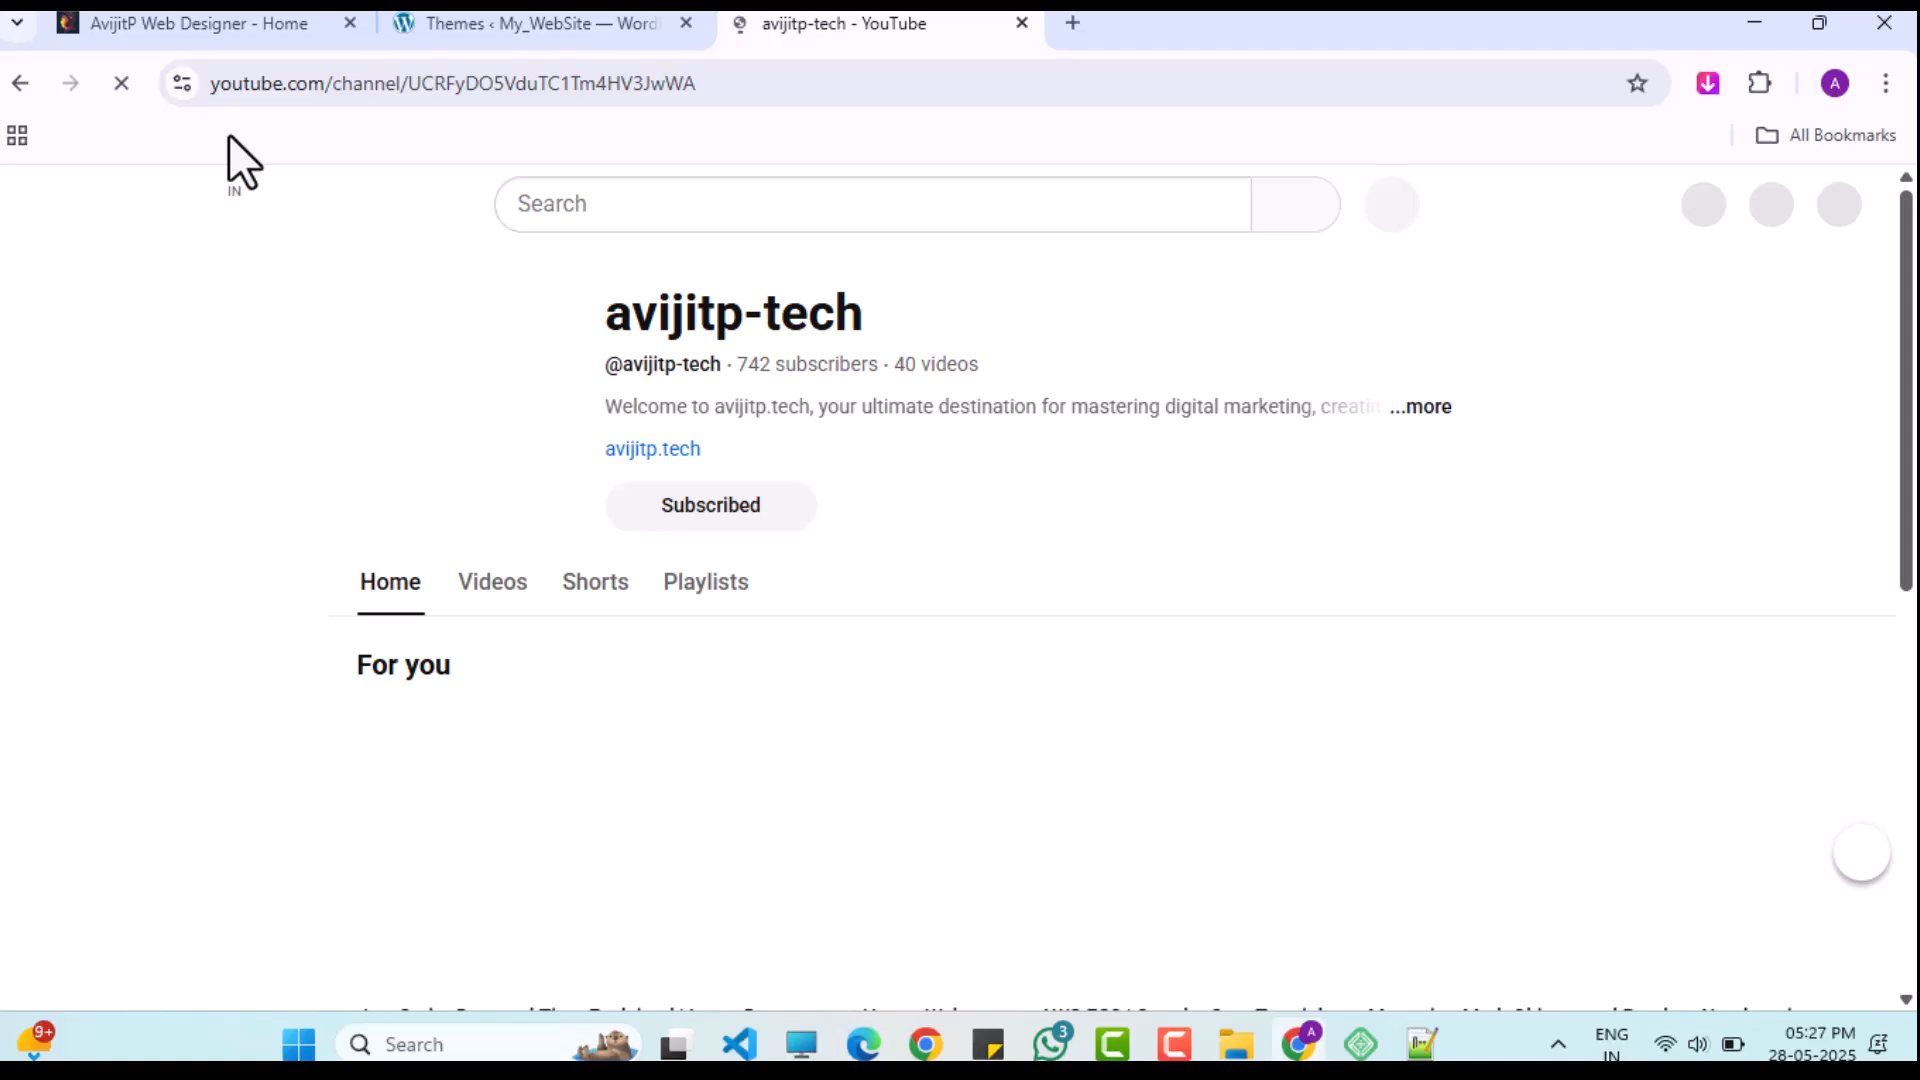 AvijitP Web Designer - Home
Themes ‹ My_WebSite — Word
avijitp-tech - YouTube
youtube.com/channel/UCRFyDO5VduTC1Tm4HV3JwWA
A
All Bookmarks
IN
Search
avijitp-tech
@avijitp-tech · 742 subscribers · 40 videos
Welcome to avijitp.tech, your ultimate destination for mastering digital marketing, creatin ...more
avijitp.tech
Subscribed
Home Videos Shorts Playlists
For you
9+
Search
3
A
ENG
IN
05:27 PM
28-05-2025